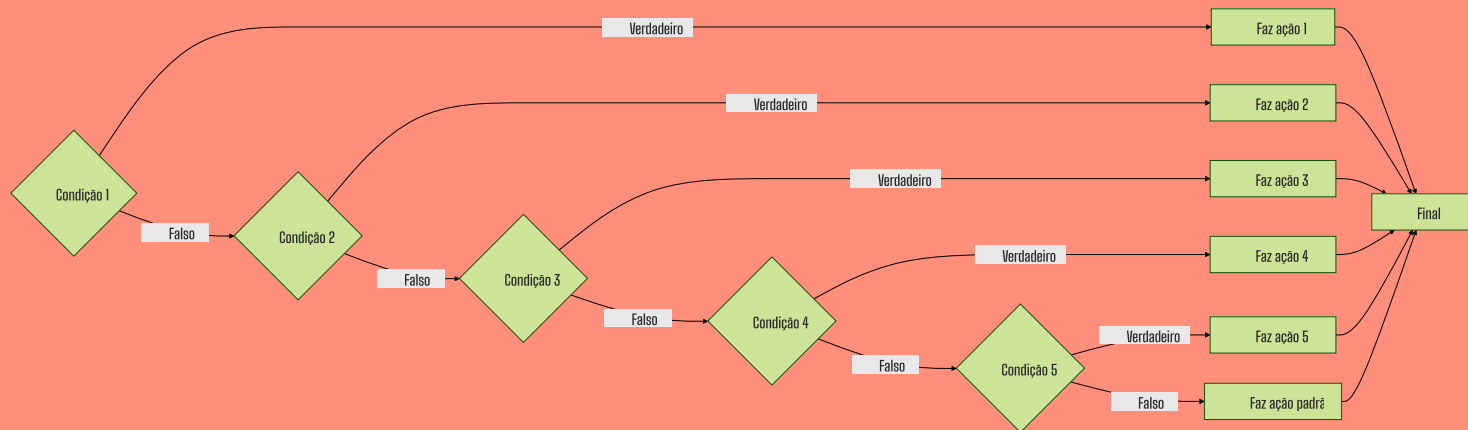 Verdadeiro
Faz ação 1
Verdadeiro
Faz ação 2
Condição 1
Falso
Condição 2
Verdadeiro
Faz ação 3
Final
Falso
Condição 3
Verdadeiro
Faz ação 4
Falso
Condição 4
Verdadeiro
Faz ação 5
Falso
Condição 5
Falso
Faz ação padrã